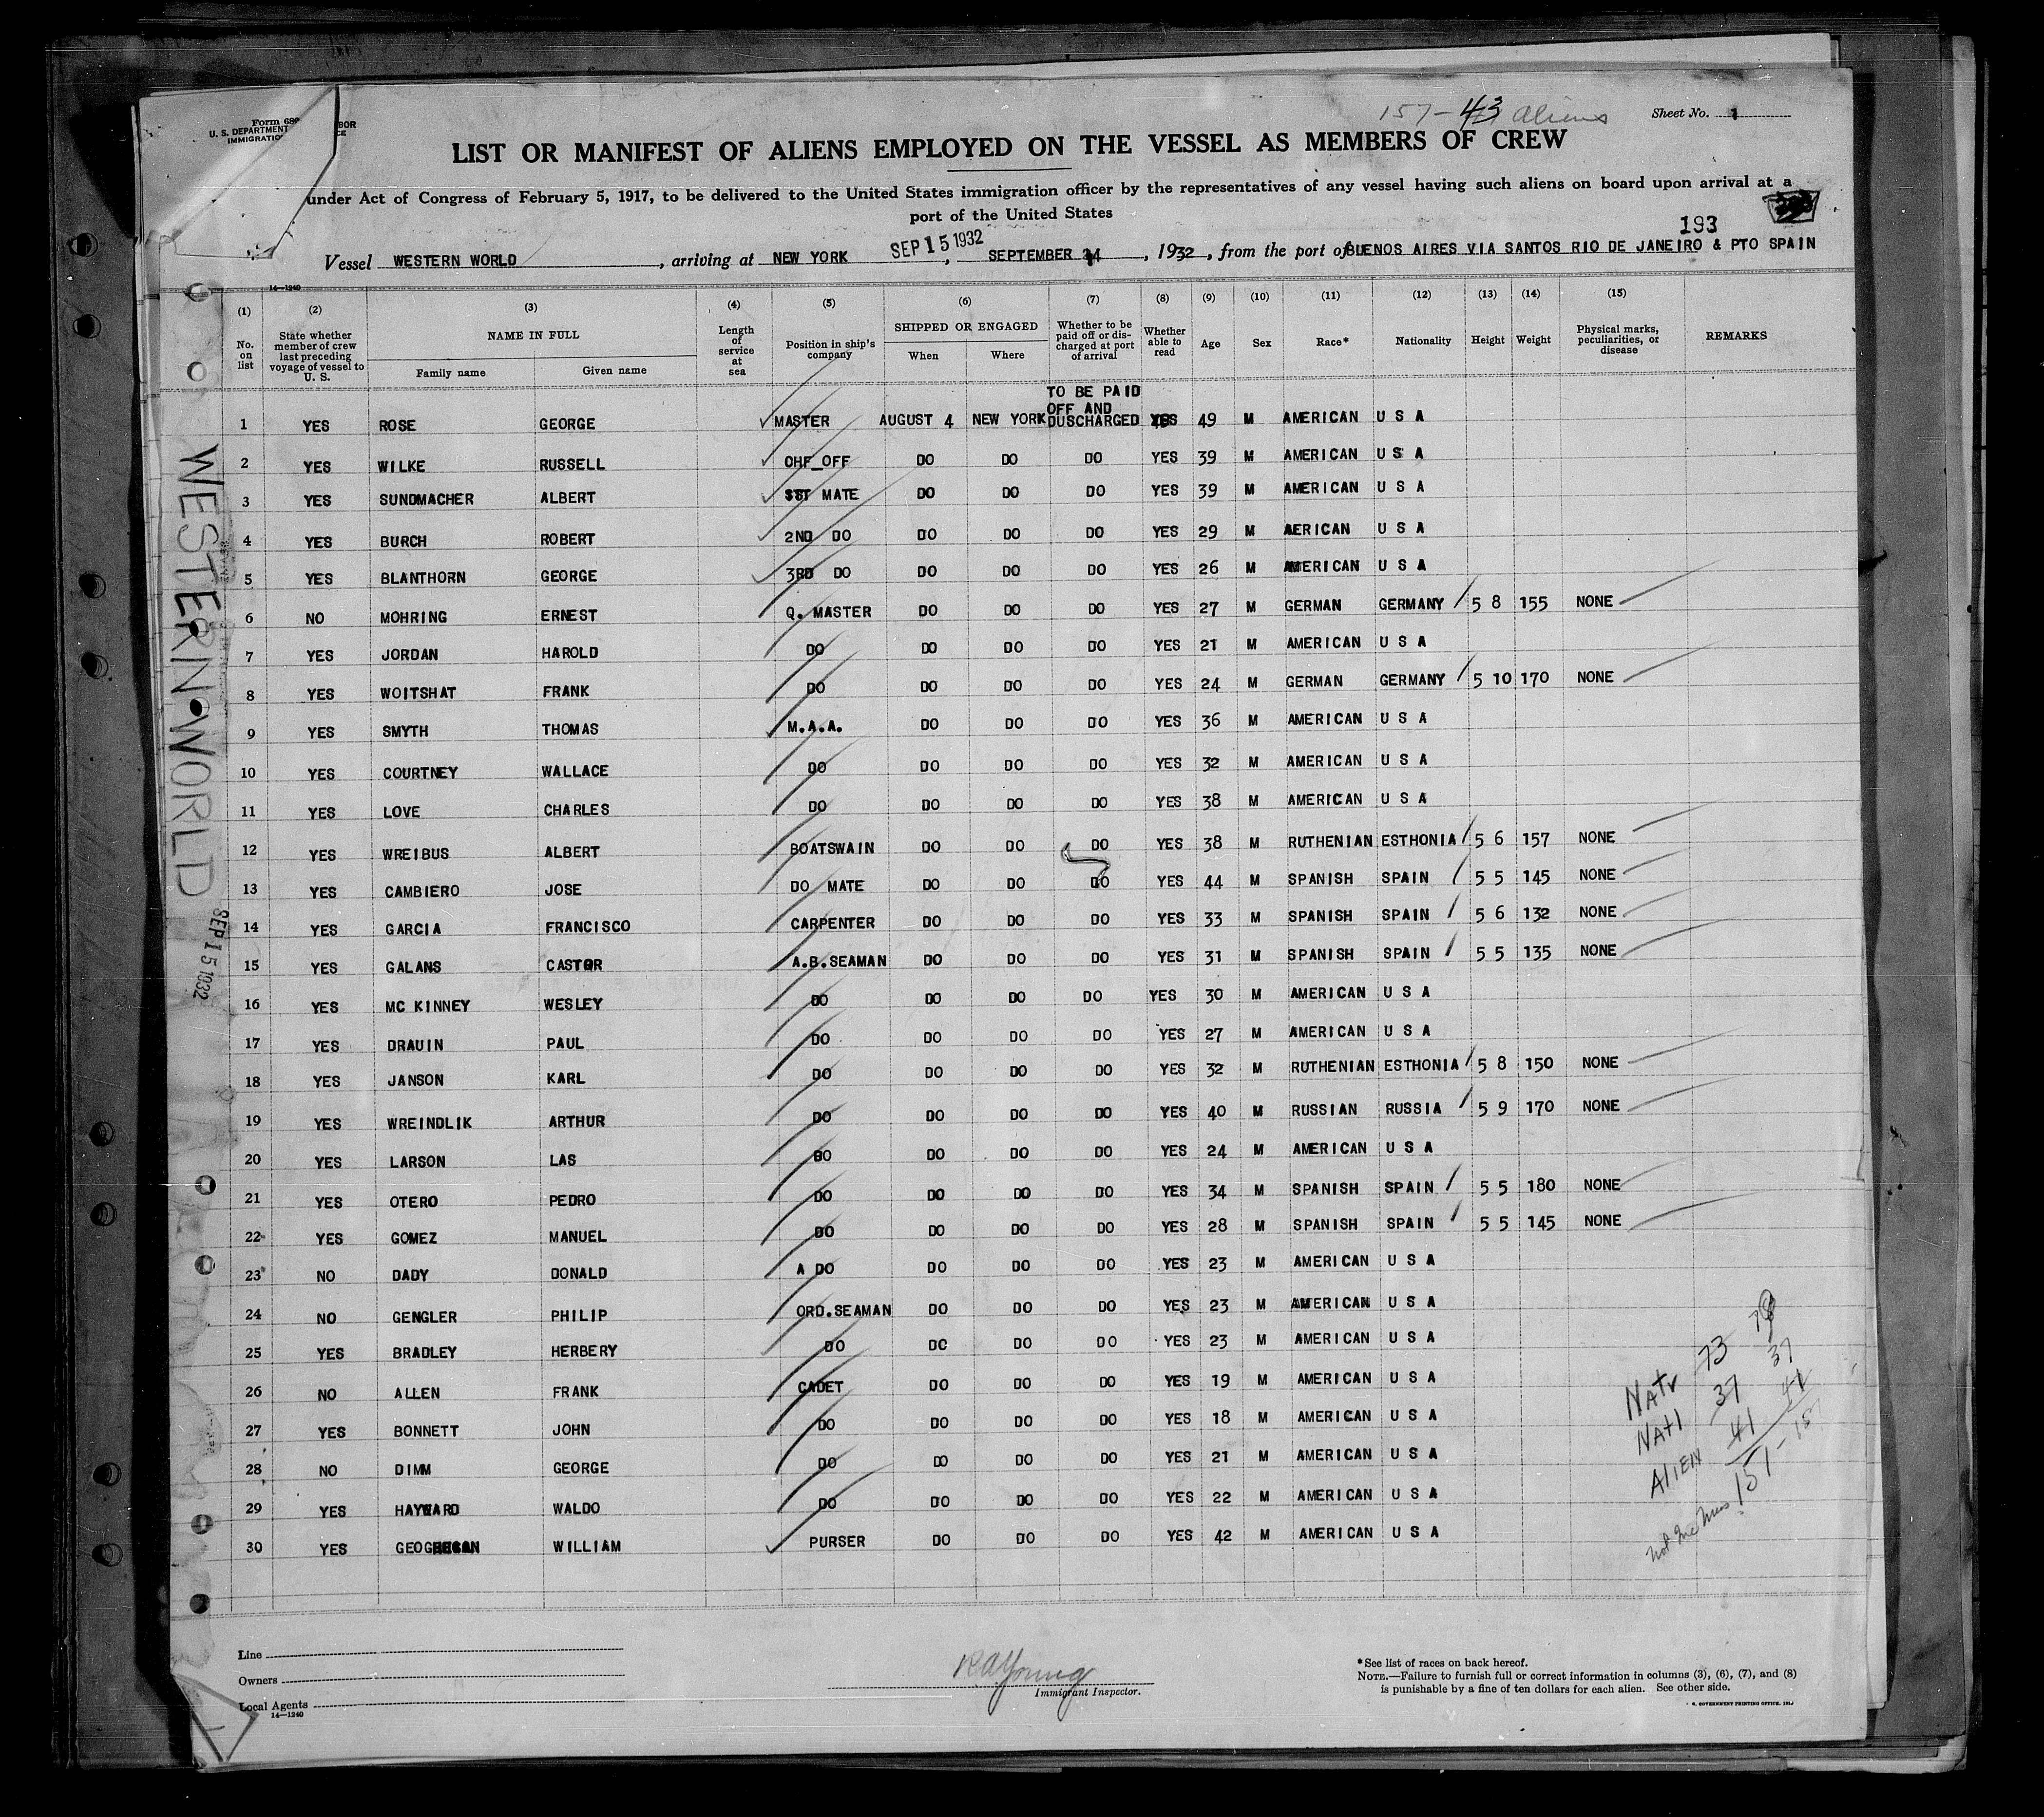 157-43 Aliens
Sheet No. 1
Form 680
U. S. DEPARTMENT BOR
IMMIGRATIO CE
LIST OR MANIFEST OF ALIENS EMPLOYED ON THE VESSEL AS MEMBERS OF CREW
under Act of Congress of February 5, 1917, to be delivered to the United States immigration officer by the representatives of any vessel having such aliens on board upon arrival at a
port of the United States
193
Vessel WESTERN WORLD, arriving at NEW YORK SEP 15 1932, SEPTEMBER 14, 1932, from the port of BUENOS AIRES VIA SANTOS RIO DE JANEIRO & PTO SPAIN
14—1240
(1) (2) (3) (4) (5) (6) (7) (8) (9) (10) (11) (12) (13) (14) (15)
No. on list State whether member of crew last preceding voyage of vessel to U. S. NAME IN FULL Family name Given name Length of service at sea Position in ship's company SHIPPED OR ENGAGED When Where Whether to be paid off or discharged at port of arrival Whether able to read Age Sex Race* Nationality Height Weight Physical marks, peculiarities, or disease REMARKS
TO BE PAID
OFF AND
1 YES ROSE GEORGE MASTER AUGUST 4 NEW YORK DUSCHARGED YES 49 M AMERICAN U S A
2 YES WILKE RUSSELL OHF_OFF DO DO DO YES 39 M AMERICAN U S A
3 YES SUNDMACHER ALBERT SST MATE DO DO DO YES 39 M AMERICAN U S A
4 YES BURCH ROBERT 2ND DO DO DO DO YES 29 M AERICAN U S A
5 YES BLANTHORN GEORGE 3RD DO DO DO DO YES 26 M AMERICAN U S A
6 NO MOHRING ERNEST Q. MASTER DO DO DO YES 27 M GERMAN GERMANY 5 8 155 NONE
7 YES JORDAN HAROLD DO DO DO DO YES 21 M AMERICAN U S A
8 YES WOITSHAT FRANK DO DO DO DO YES 24 M GERMAN GERMANY 5 10 170 NONE
9 YES SMYTH THOMAS M.A.A. DO DO DO YES 36 M AMERICAN U S A
10 YES COURTNEY WALLACE DO DO DO DO YES 32 M AMERICAN U S A
11 YES LOVE CHARLES DO DO DO DO YES 38 M AMERICAN U S A
12 YES WREIBUS ALBERT BOATSWAIN DO DO DO YES 38 M RUTHENIAN ESTHONIA 5 6 157 NONE
13 YES CAMBIERO JOSE DO MATE DO DO DO YES 44 M SPANISH SPAIN 5 5 145 NONE
14 YES GARCIA FRANCISCO CARPENTER DO DO DO YES 33 M SPANISH SPAIN 5 6 132 NONE
15 YES GALANS CASTOR A.B.SEAMAN DO DO DO YES 31 M SPANISH SPAIN 5 5 135 NONE
16 YES MC KINNEY WESLEY DO DO DO DO YES 30 M AMERICAN U S A
17 YES DRAUIN PAUL DO DO DO DO YES 27 M AMERICAN U S A
18 YES JANSON KARL DO DO DO DO YES 32 M RUTHENIAN ESTHONIA 5 8 150 NONE
19 YES WREINDLIK ARTHUR DO DO DO DO YES 40 M RUSSIAN RUSSIA 5 9 170 NONE
20 YES LARSON LAS DO DO DO DO YES 24 M AMERICAN U S A
21 YES OTERO PEDRO DO DO DO DO YES 34 M SPANISH SPAIN 5 5 180 NONE
22 YES GOMEZ MANUEL DO DO DO DO YES 28 M SPANISH SPAIN 5 5 145 NONE
23 NO DADY DONALD A DO DO DO DO YES 23 M AMERICAN U S A
24 NO GENGLER PHILIP ORD.SEAMAN DO DO DO YES 23 M AMERICAN U S A
25 YES BRADLEY HERBERY DO DO DO DO YES 23 M AMERICAN U S A
26 NO ALLEN FRANK CADET DO DO DO YES 19 M AMERICAN U S A
27 YES BONNETT JOHN DO DO DO DO YES 18 M AMERICAN U S A
28 NO DIMM GEORGE DO DO DO DO YES 21 M AMERICAN U S A
29 YES HAYWARD WALDO DO DO DO DO YES 22 M AMERICAN U S A
30 YES GEOGHEGAN WILLIAM PURSER DO DO DO YES 42 M AMERICAN U S A
WESTERN WORLD
SEP 15 1932
Natv 73 78
Natl 37 37
Alien 41 41
157-157
Line
Owners
Local Agents
14—1240
R A Young
Immigrant Inspector.
*See list of races on back hereof.
NOTE.—Failure to furnish full or correct information in columns (3), (6), (7), and (8)
is punishable by a fine of ten dollars for each alien. See other side.
GOVERNMENT PRINTING OFFICE